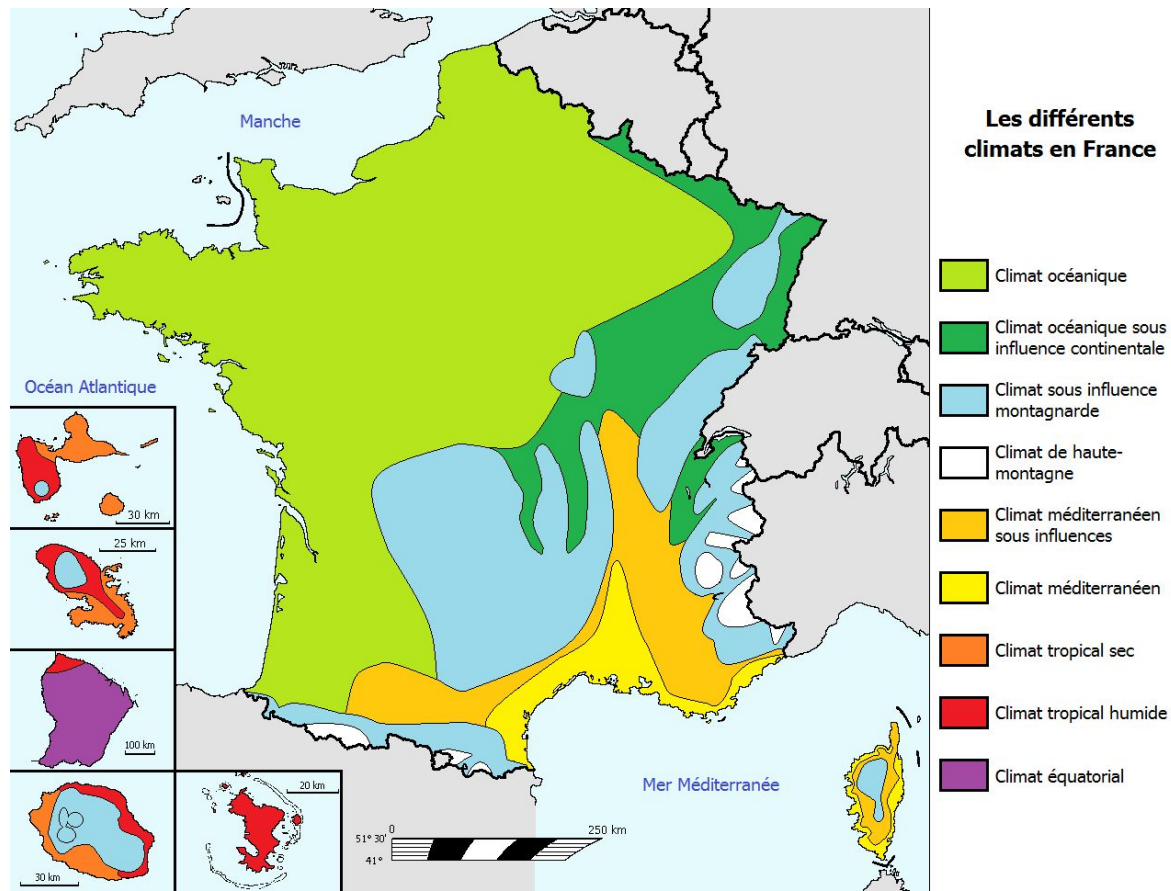 Les différents
climats en France
Manche
Océan Atlantique
Mer Méditerranée
Climat océanique
Climat océanique sous
influence continentale
Climat sous influence
montagnarde
Climat de haute-
montagne
Climat méditerranéen
sous influences
Climat méditerranéen
Climat tropical sec
Climat tropical humide
Climat équatorial
30 km
25 km
100 km
30 km
20 km
0 250 km
51° 30'
41°